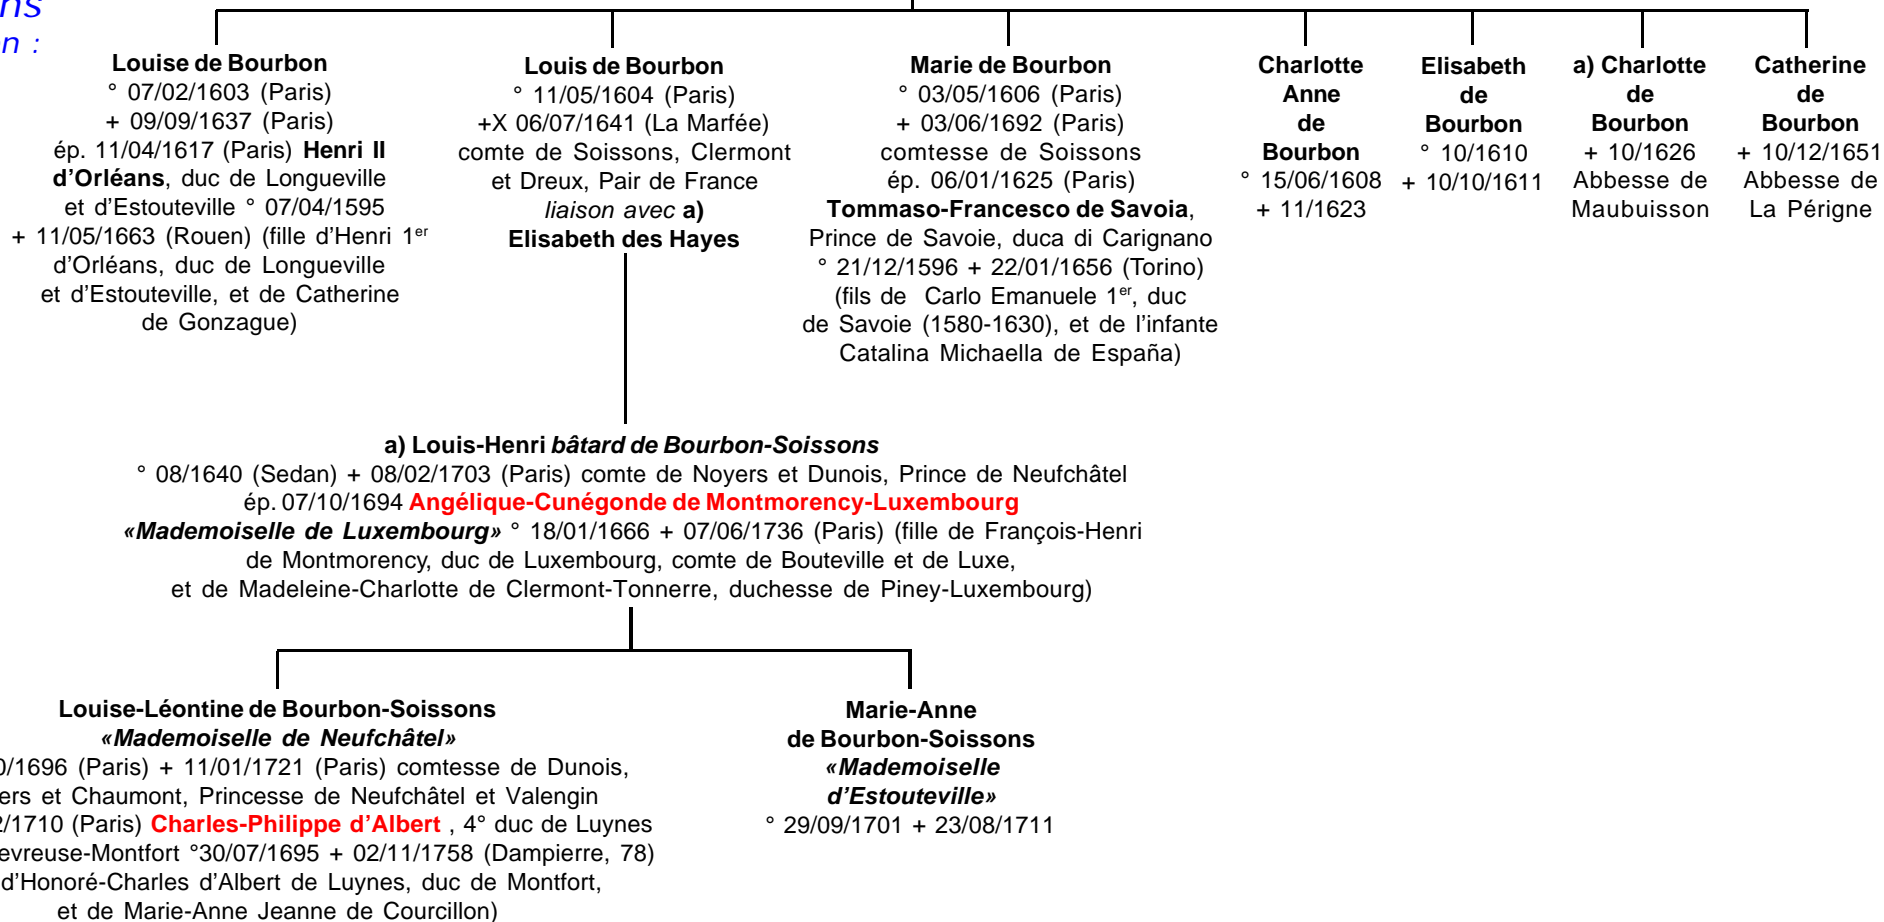 ns
n :
Louise de Bourbon
° 07/02/1603 (Paris)
+ 09/09/1637 (Paris)
ép. 11/04/1617 (Paris) Henri II
d'Orléans, duc de Longueville
et d'Estouteville ° 07/04/1595
+ 11/05/1663 (Rouen) (fille d'Henri 1er
d'Orléans, duc de Longueville
et d'Estouteville, et de Catherine
de Gonzague)
Louis de Bourbon
° 11/05/1604 (Paris)
+X 06/07/1641 (La Marfée)
comte de Soissons, Clermont
et Dreux, Pair de France
liaison avec a)
Elisabeth des Hayes
Marie de Bourbon
° 03/05/1606 (Paris)
+ 03/06/1692 (Paris)
comtesse de Soissons
ép. 06/01/1625 (Paris)
Tommaso-Francesco de Savoia,
Prince de Savoie, duca di Carignano
° 21/12/1596 + 22/01/1656 (Torino)
(fils de Carlo Emanuele 1er, duc
de Savoie (1580-1630), et de l'infante
Catalina Michaella de España)
Charlotte
Anne
de
Bourbon
° 15/06/1608
+ 11/1623
Elisabeth
de
Bourbon
° 10/1610
+ 10/10/1611
a) Charlotte
de
Bourbon
+ 10/1626
Abbesse de
Maubuisson
Catherine
de
Bourbon
+ 10/12/1651
Abbesse de
La Périgne
a) Louis-Henri bâtard de Bourbon-Soissons
° 08/1640 (Sedan) + 08/02/1703 (Paris) comte de Noyers et Dunois, Prince de Neufchâtel
ép. 07/10/1694 Angélique-Cunégonde de Montmorency-Luxembourg
«Mademoiselle de Luxembourg» ° 18/01/1666 + 07/06/1736 (Paris) (fille de François-Henri
de Montmorency, duc de Luxembourg, comte de Bouteville et de Luxe,
et de Madeleine-Charlotte de Clermont-Tonnerre, duchesse de Piney-Luxembourg)
Louise-Léontine de Bourbon-Soissons
«Mademoiselle de Neufchâtel»
0/1696 (Paris) + 11/01/1721 (Paris) comtesse de Dunois,
ers et Chaumont, Princesse de Neufchâtel et Valengin
2/1710 (Paris) Charles-Philippe d'Albert , 4° duc de Luynes
evreuse-Montfort °30/07/1695 + 02/11/1758 (Dampierre, 78)
d'Honoré-Charles d'Albert de Luynes, duc de Montfort,
et de Marie-Anne Jeanne de Courcillon)
Marie-Anne
de Bourbon-Soissons
«Mademoiselle
d'Estouteville»
° 29/09/1701 + 23/08/1711